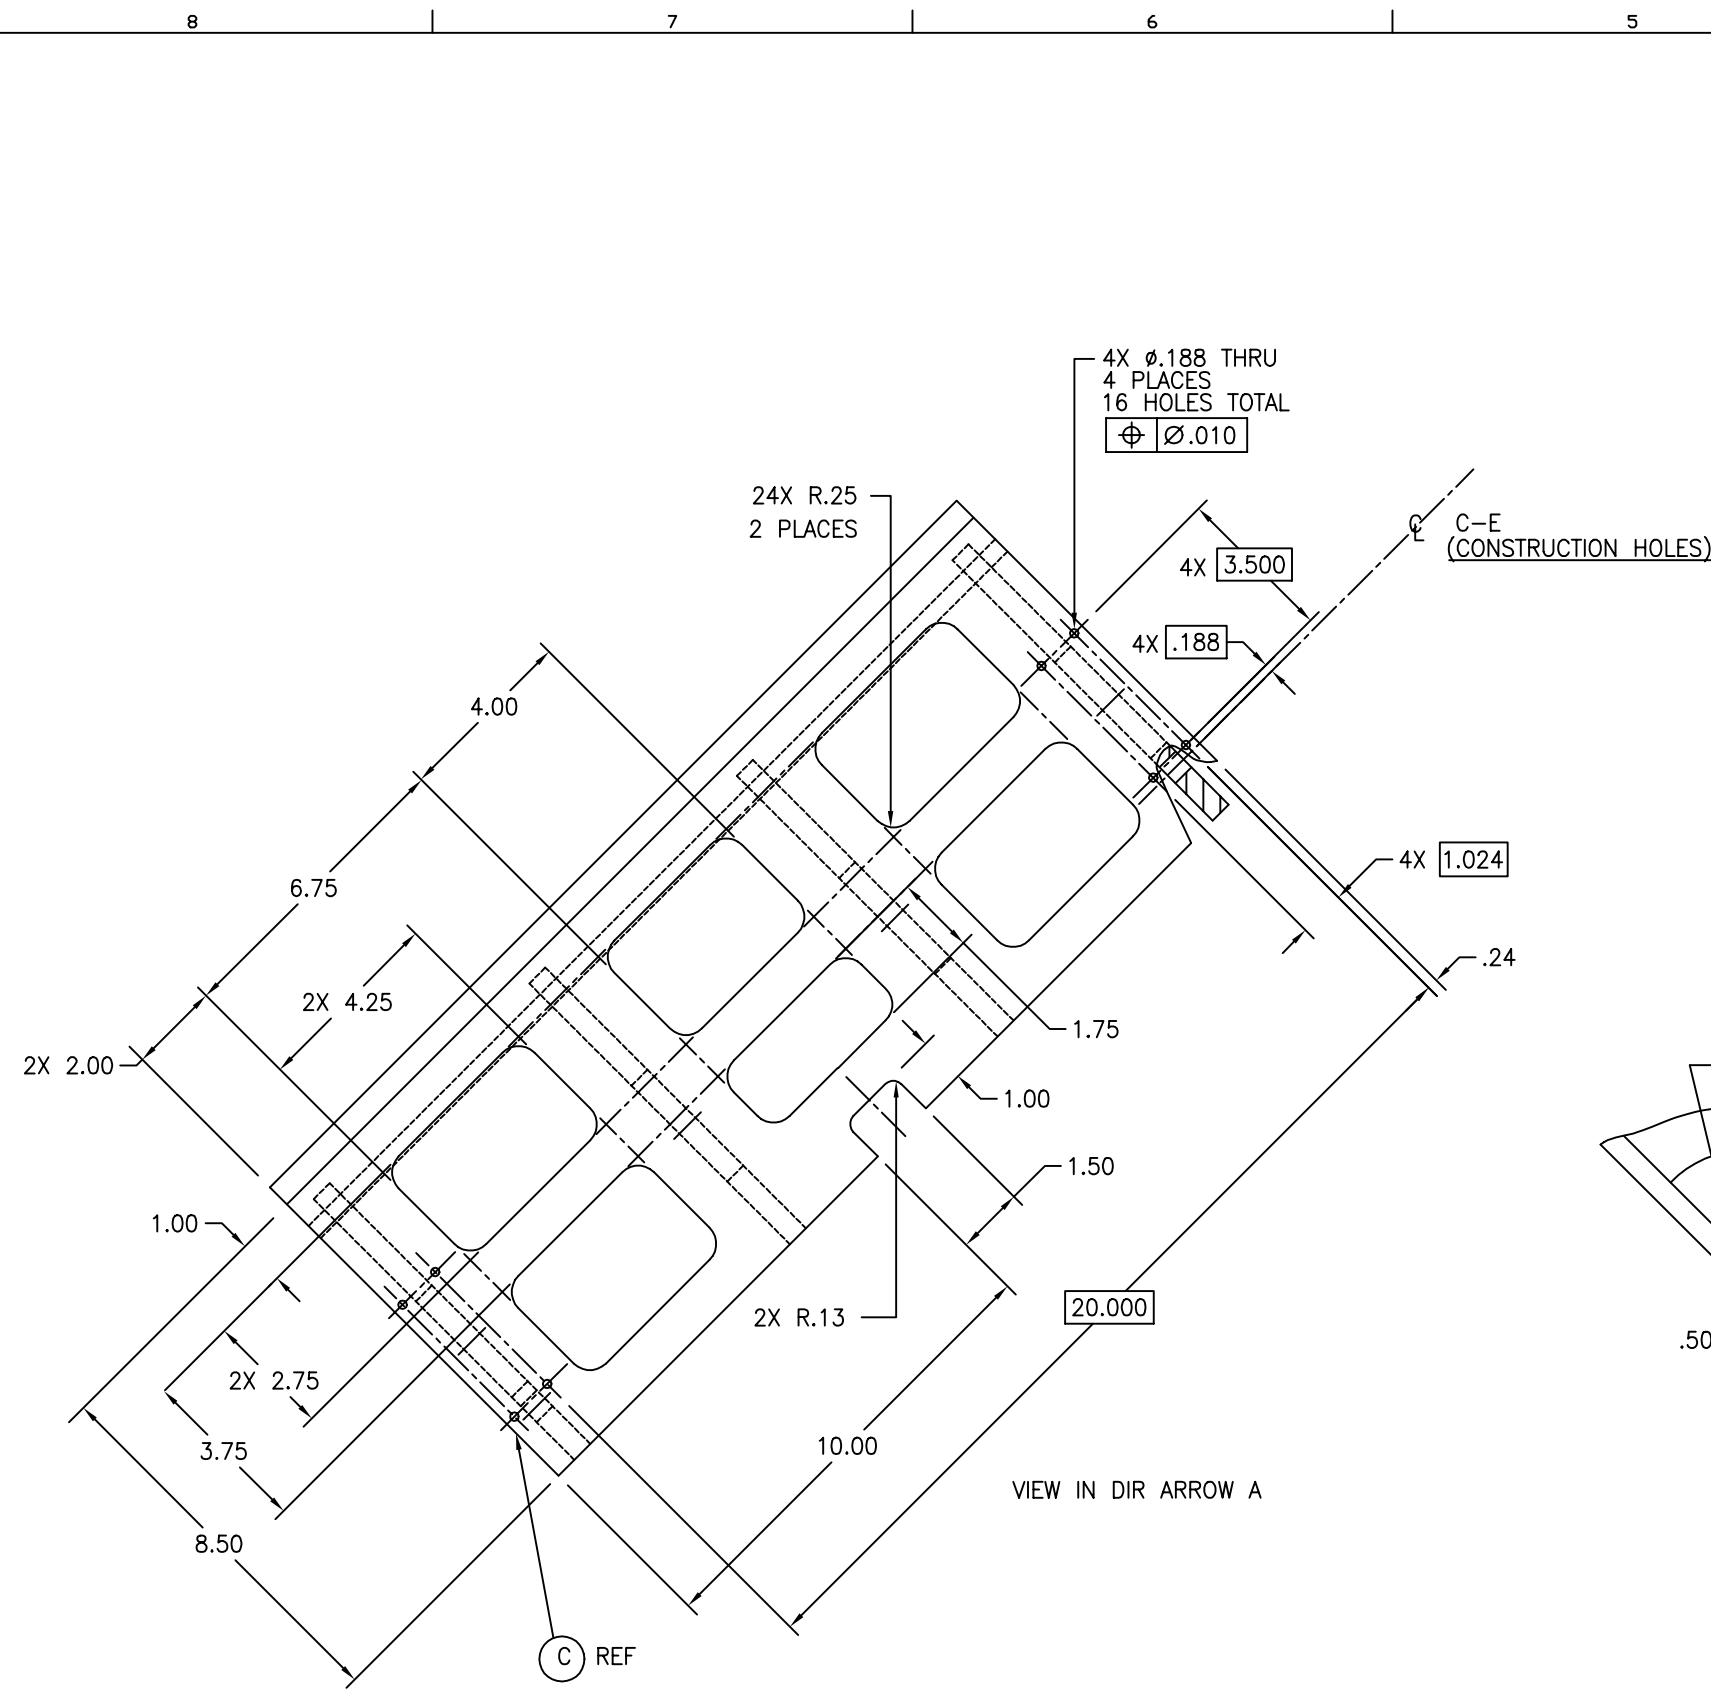 8 7 6 5
4X ø.188 THRU
4 PLACES
16 HOLES TOTAL
⌖ Ø.010
24X R.25
2 PLACES
℄ C-E
(CONSTRUCTION HOLES)
4X 3.500
4X .188
4.00
6.75
4X 1.024
.24
2X 4.25
1.75
2X 2.00
1.00
1.50
1.00
20.000
2X R.13
.50
2X 2.75
3.75
10.00
VIEW IN DIR ARROW A
8.50
C REF